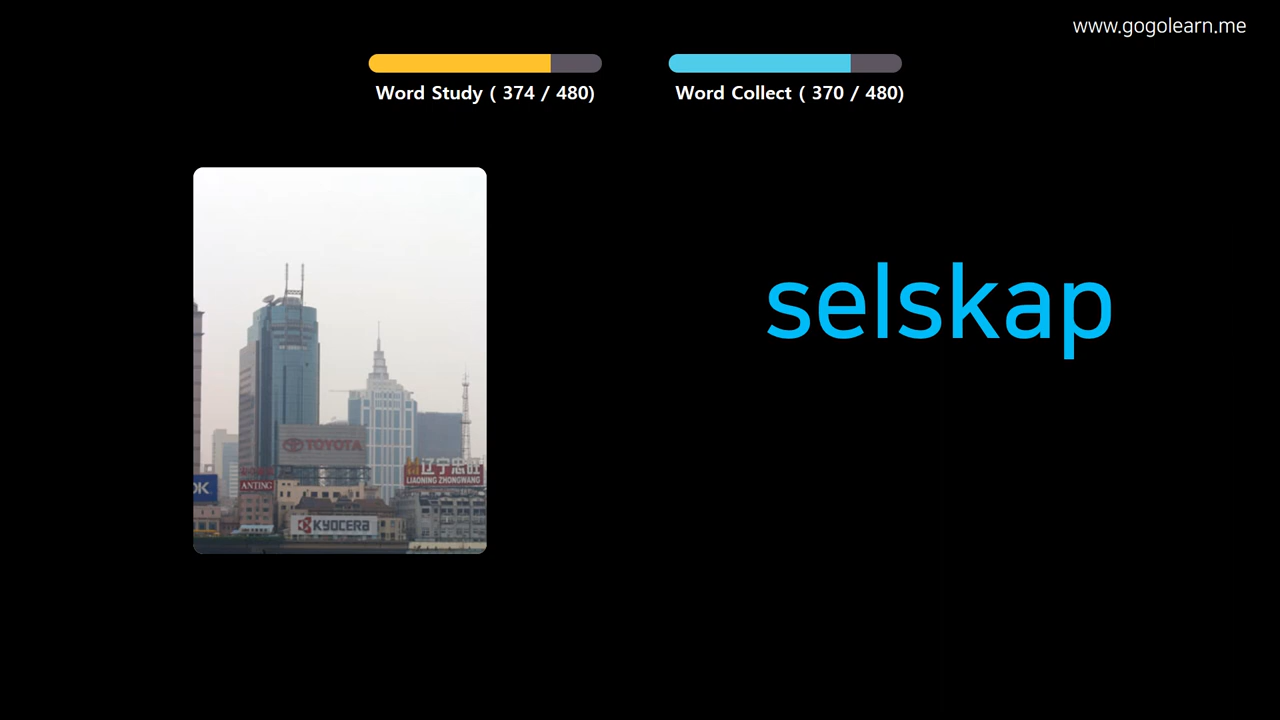 www.gogolearn.me
Word Study ( 374 / 480)
Word Collect ( 370 / 480)
selskap
TOYOTA
辽宁忠旺
LIAONING ZHONGWANG
OK
ANTING
KYOCERA